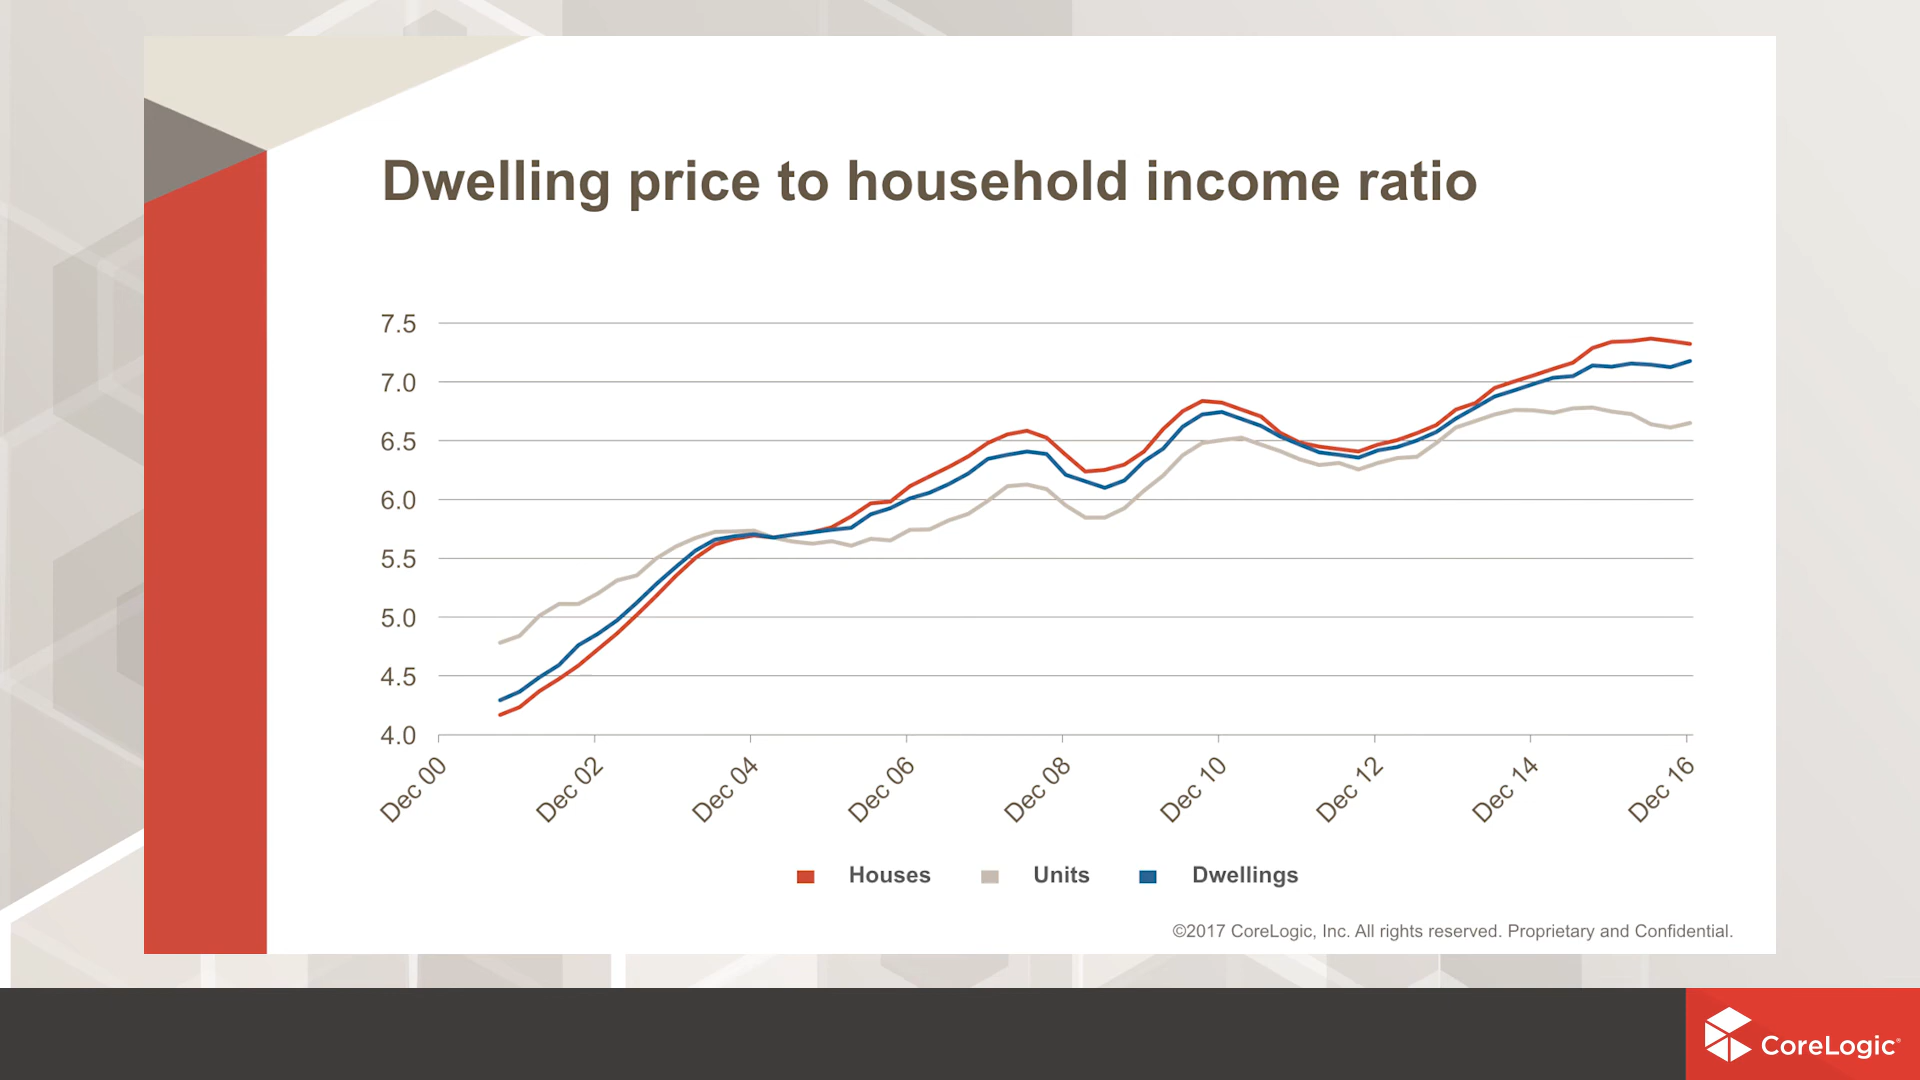 Dwelling price to household income ratio
7.5
7.0
6.5
6.0
5.5
5.0
4.5
4.0
Dec 00
Dec 02
Dec 04
Dec 06
Dec 08
Dec 10
Dec 12
Dec 14
Dec 16
Houses
Units
Dwellings
©2017 CoreLogic, Inc. All rights reserved. Proprietary and Confidential.
CoreLogic